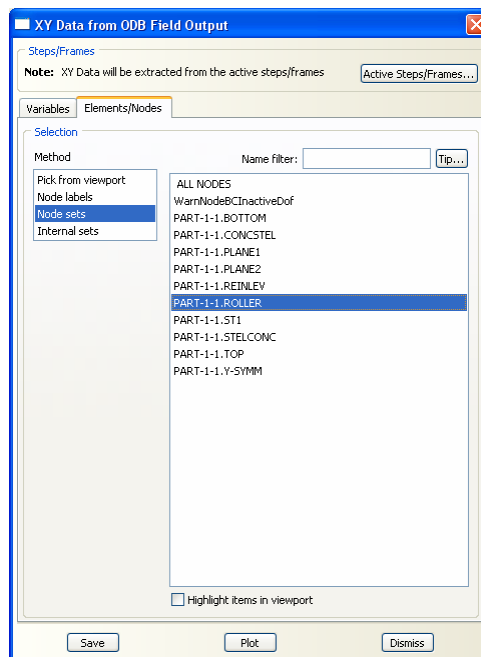 XY Data from ODB Field Output
Steps/Frames
Note: XY Data will be extracted from the active steps/frames
Active Steps/Frames...
Variables
Elements/Nodes
Selection
Method
Name filter:
Tip...
Pick from viewport
Node labels
Node sets
Internal sets
ALL NODES
WarnNodeBCInactiveDof
PART-1-1.BOTTOM
PART-1-1.CONCSTEL
PART-1-1.PLANE1
PART-1-1.PLANE2
PART-1-1.REINLEV
PART-1-1.ROLLER
PART-1-1.ST1
PART-1-1.STELCONC
PART-1-1.TOP
PART-1-1.Y-SYMM
Highlight items in viewport
Save
Plot
Dismiss